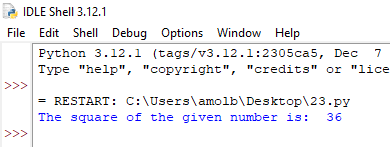 IDLE Shell 3.12.1
File Edit Shell Debug Options Window Help
Python 3.12.1 (tags/v3.12.1:2305ca5, Dec 7
Type "help", "copyright", "credits" or "lice
>>>
= RESTART: C:\Users\amolb\Desktop\23.py
The square of the given number is: 36
>>>